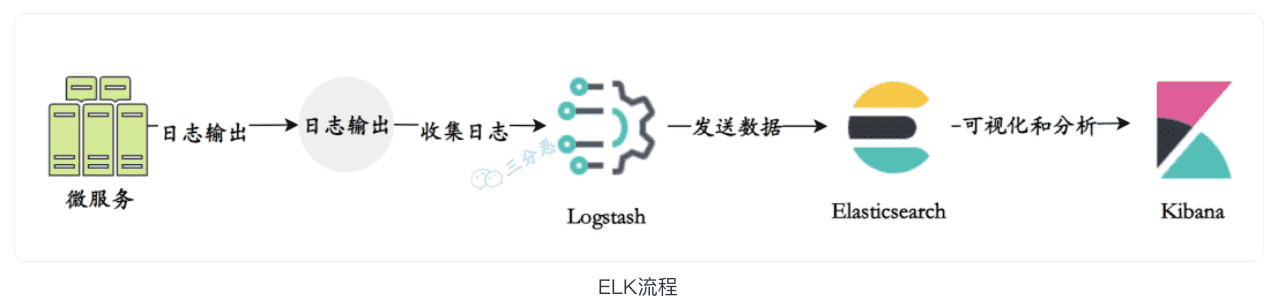 日志输出
日志输出
收集日志
发送数据
可视化和分析
三分恶
微服务
Logstash
Elasticsearch
Kibana
ELK流程